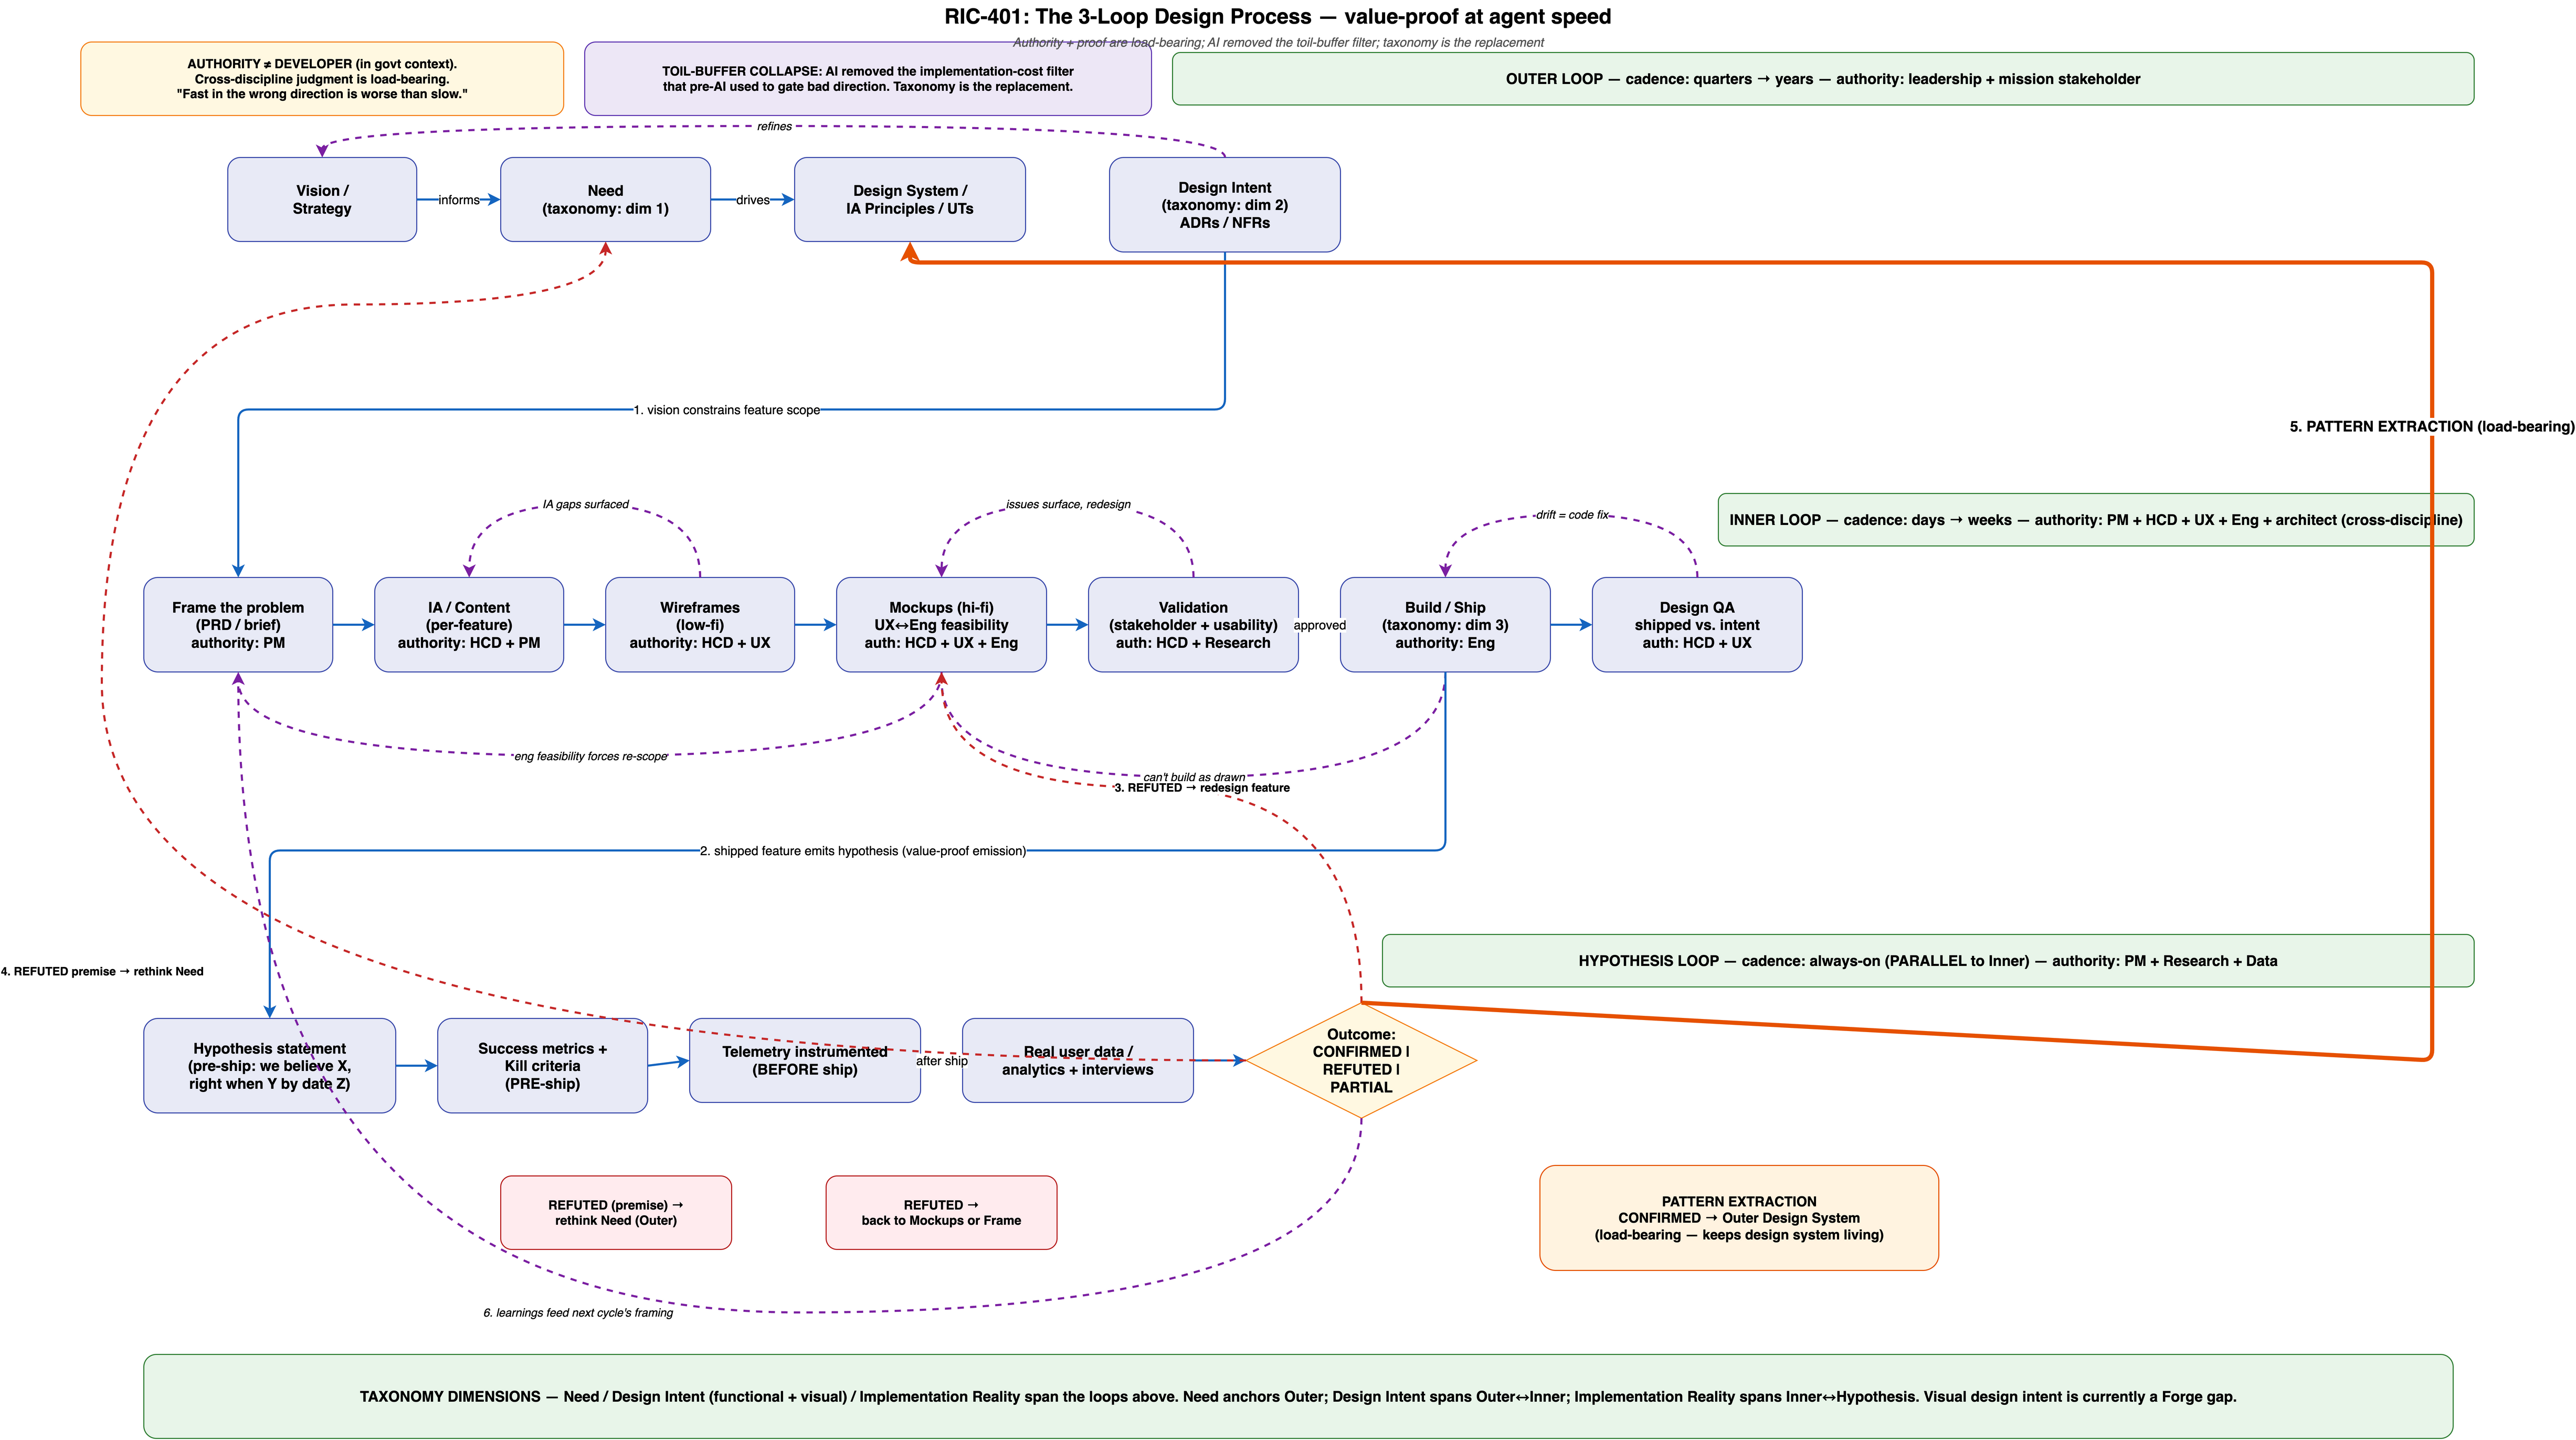 RIC-401: The 3-Loop Design Process — value-proof at agent speed
Authority + proof are load-bearing; AI removed the toil-buffer filter; taxonomy is the replacement
AUTHORITY ≠ DEVELOPER (in govt context).
Cross-discipline judgment is load-bearing.
"Fast in the wrong direction is worse than slow."
TOIL-BUFFER COLLAPSE: AI removed the implementation-cost filter
that pre-AI used to gate bad direction. Taxonomy is the replacement.
OUTER LOOP — cadence: quarters → years — authority: leadership + mission stakeholder
refines
Vision /
Strategy
informs
Need
(taxonomy: dim 1)
drives
Design System /
IA Principles / UTs
Design Intent
(taxonomy: dim 2)
ADRs / NFRs
1. vision constrains feature scope
5. PATTERN EXTRACTION (load-bearing)
IA gaps surfaced
issues surface, redesign
drift = code fix
INNER LOOP — cadence: days → weeks — authority: PM + HCD + UX + Eng + architect (cross-discipline)
Frame the problem
(PRD / brief)
authority: PM
IA / Content
(per-feature)
authority: HCD + PM
Wireframes
(low-fi)
authority: HCD + UX
Mockups (hi-fi)
UX↔Eng feasibility
auth: HCD + UX + Eng
Validation
(stakeholder + usability)
auth: HCD + Research
approved
Build / Ship
(taxonomy: dim 3)
authority: Eng
Design QA
shipped vs. intent
auth: HCD + UX
eng feasibility forces re-scope
can't build as drawn
3. REFUTED → redesign feature
2. shipped feature emits hypothesis (value-proof emission)
4. REFUTED premise → rethink Need
HYPOTHESIS LOOP — cadence: always-on (PARALLEL to Inner) — authority: PM + Research + Data
Hypothesis statement
(pre-ship: we believe X,
right when Y by date Z)
Success metrics +
Kill criteria
(PRE-ship)
Telemetry instrumented
(BEFORE ship)
after ship
Real user data /
analytics + interviews
Outcome:
CONFIRMED |
REFUTED |
PARTIAL
REFUTED (premise) →
rethink Need (Outer)
REFUTED →
back to Mockups or Frame
PATTERN EXTRACTION
CONFIRMED → Outer Design System
(load-bearing — keeps design system living)
6. learnings feed next cycle's framing
TAXONOMY DIMENSIONS — Need / Design Intent (functional + visual) / Implementation Reality span the loops above. Need anchors Outer; Design Intent spans Outer↔Inner; Implementation Reality spans Inner↔Hypothesis. Visual design intent is currently a Forge gap.